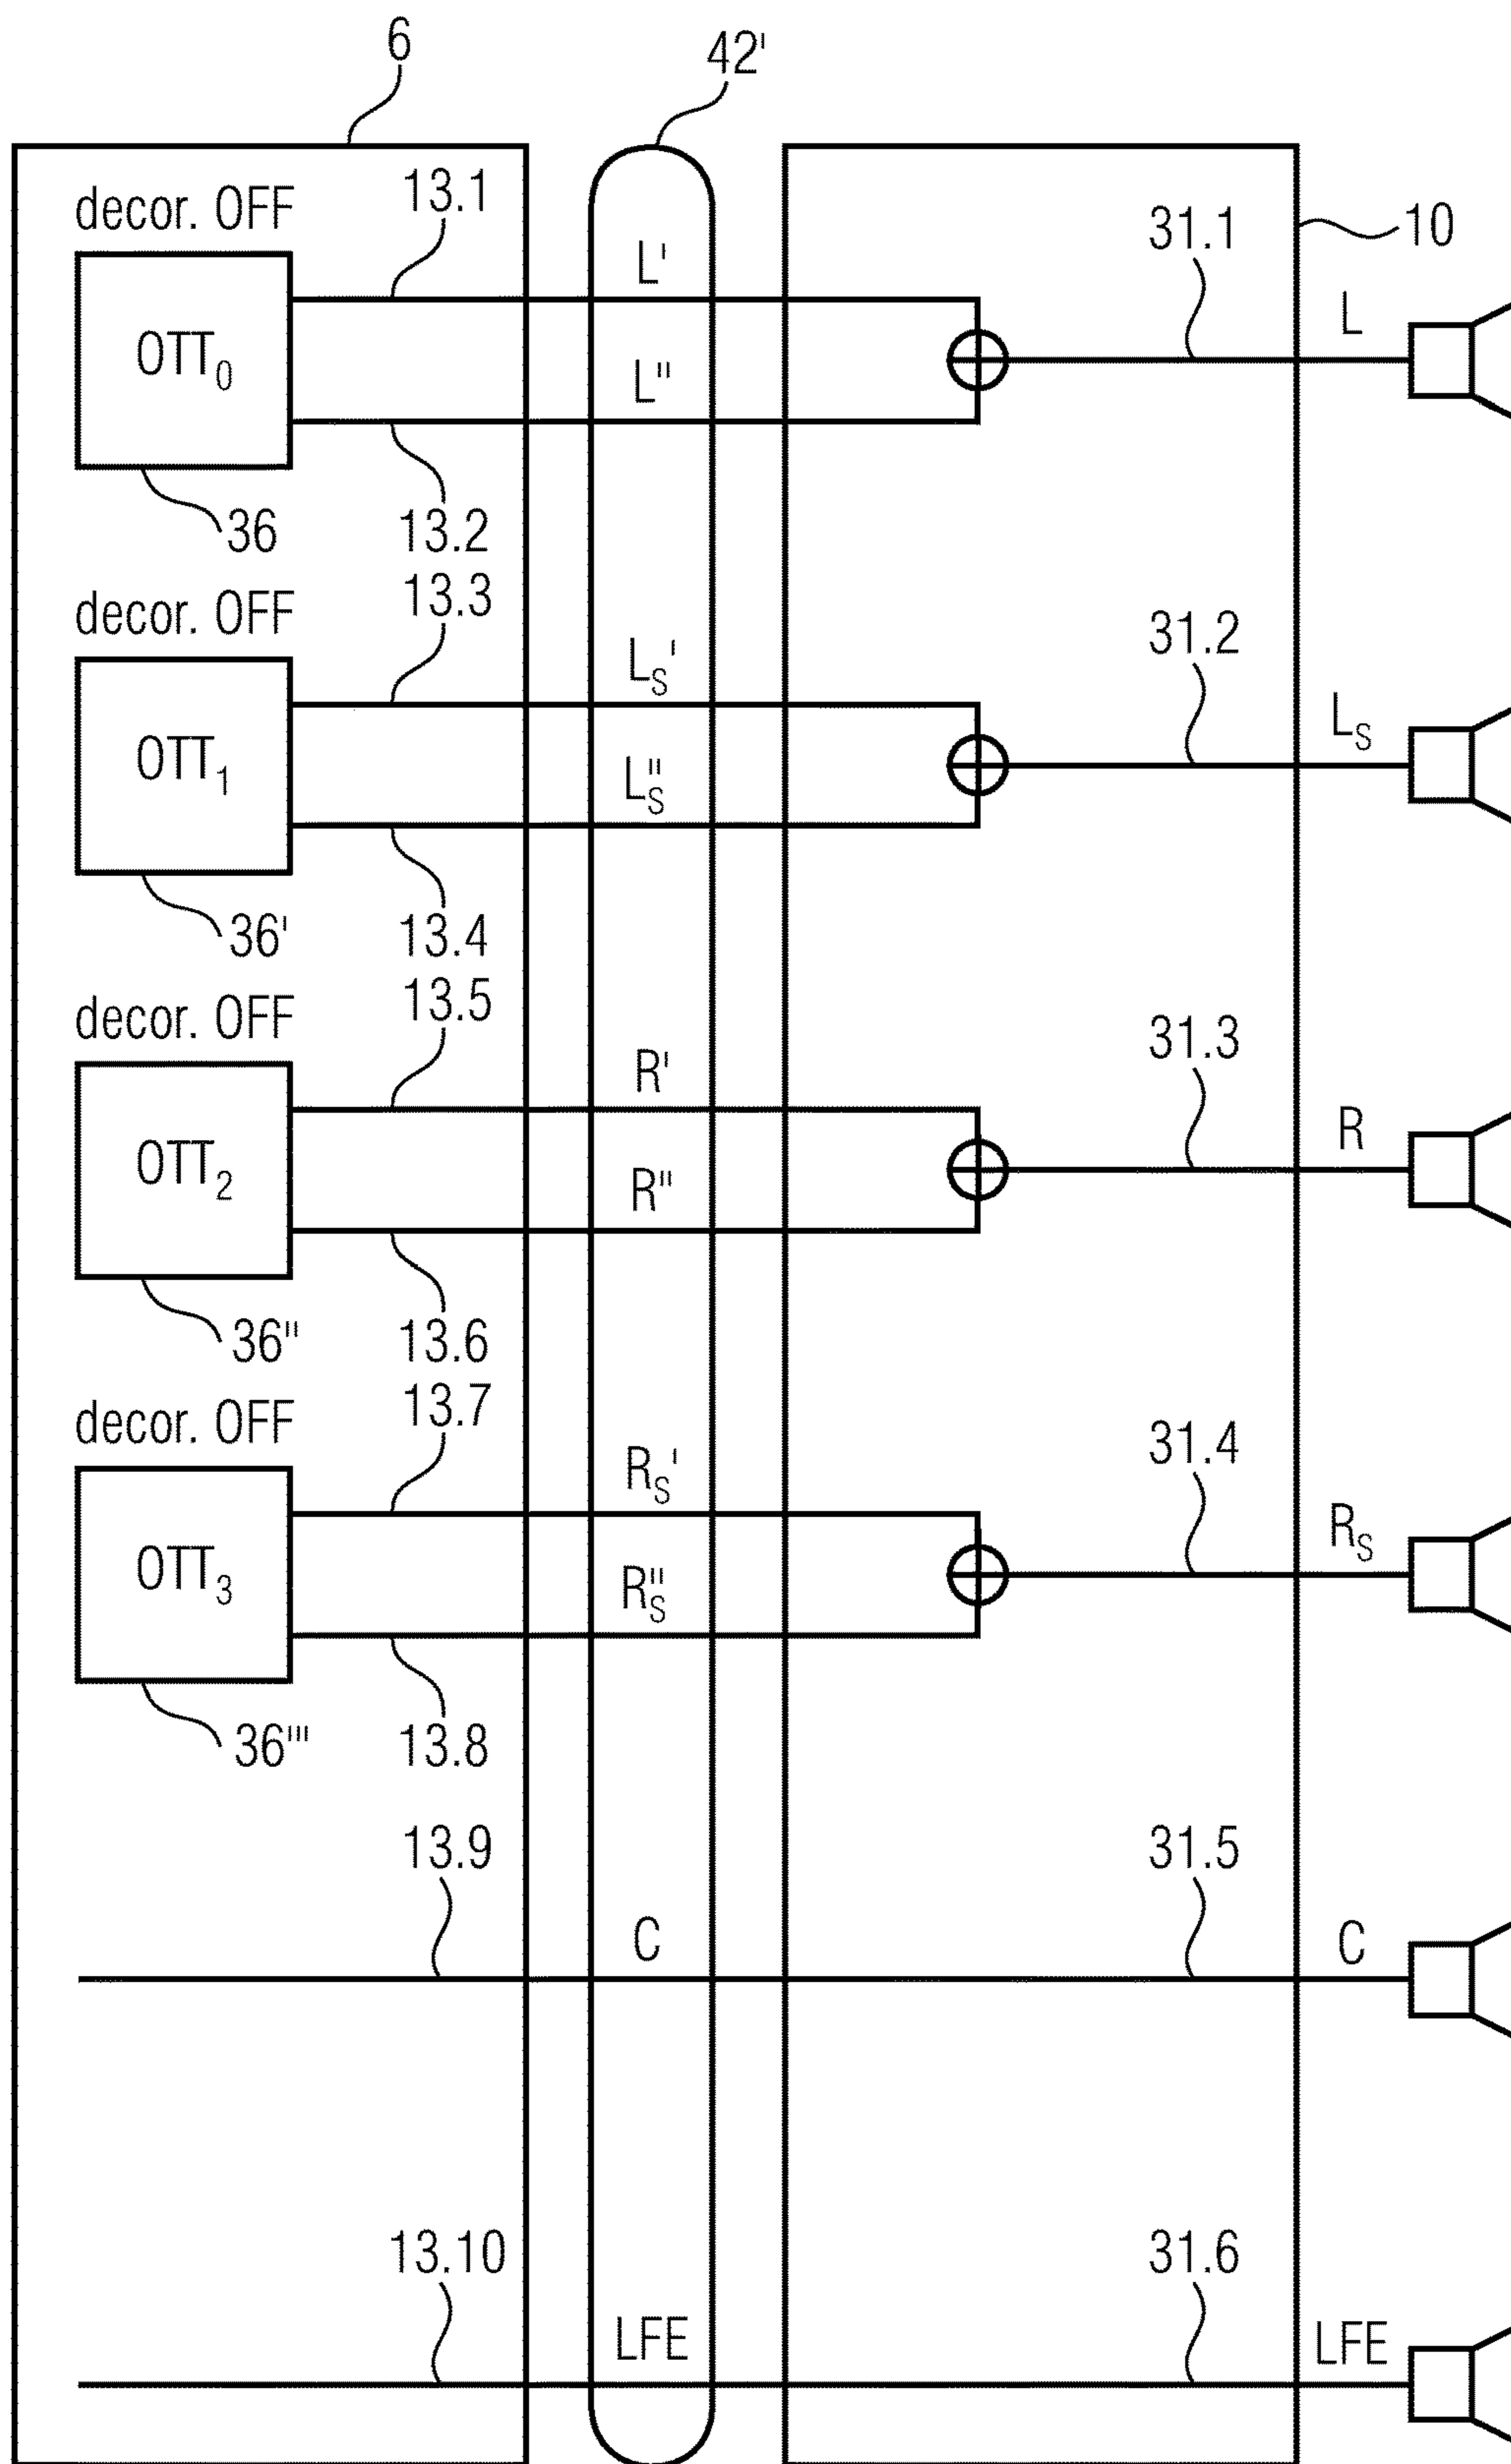 6
42'
decor. OFF
13.1
31.1
10
L'
L
OTT0
L"
36
13.2
decor. OFF
13.3
31.2
LS'
LS
OTT1
LS"
36'
13.4
decor. OFF
13.5
31.3
R'
R
OTT2
R"
36"
13.6
decor. OFF
13.7
31.4
RS'
RS
OTT3
RS"
36'''
13.8
13.9
31.5
C
C
13.10
31.6
LFE
LFE